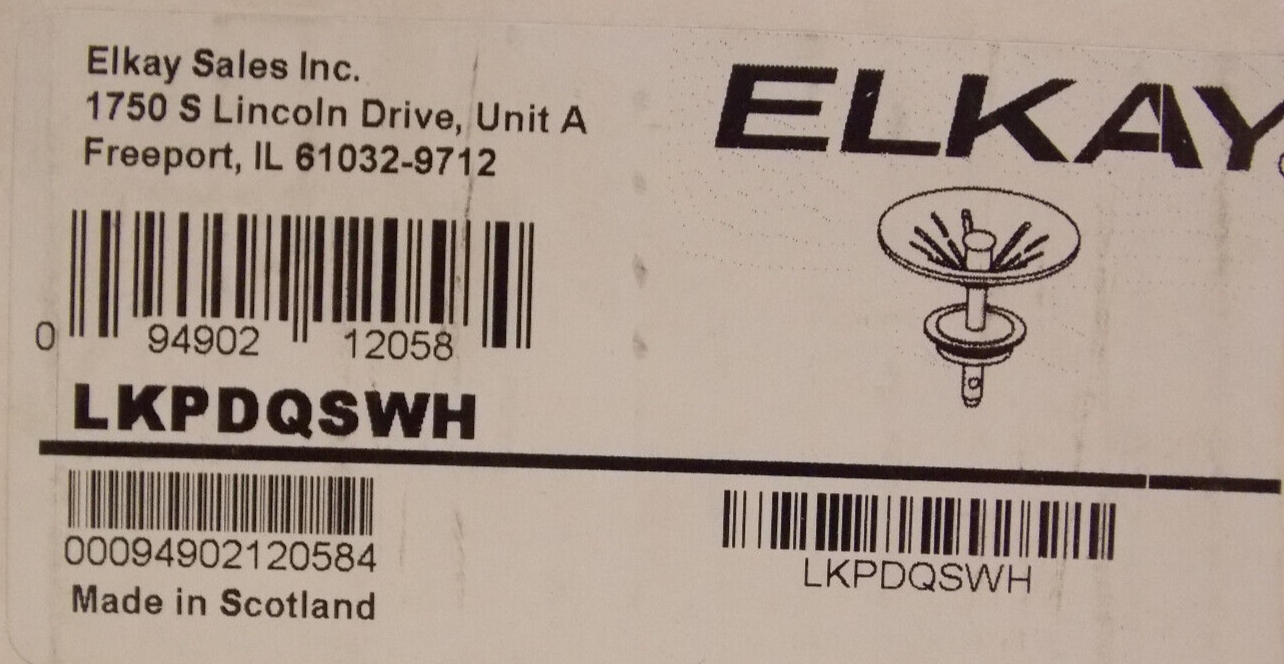 Elkay Sales Inc.
1750 S Lincoln Drive, Unit A
Freeport, IL 61032-9712
ELKAY
0 94902 12058
LKPDQSWH
00094902120584
LKPDQSWH
Made in Scotland